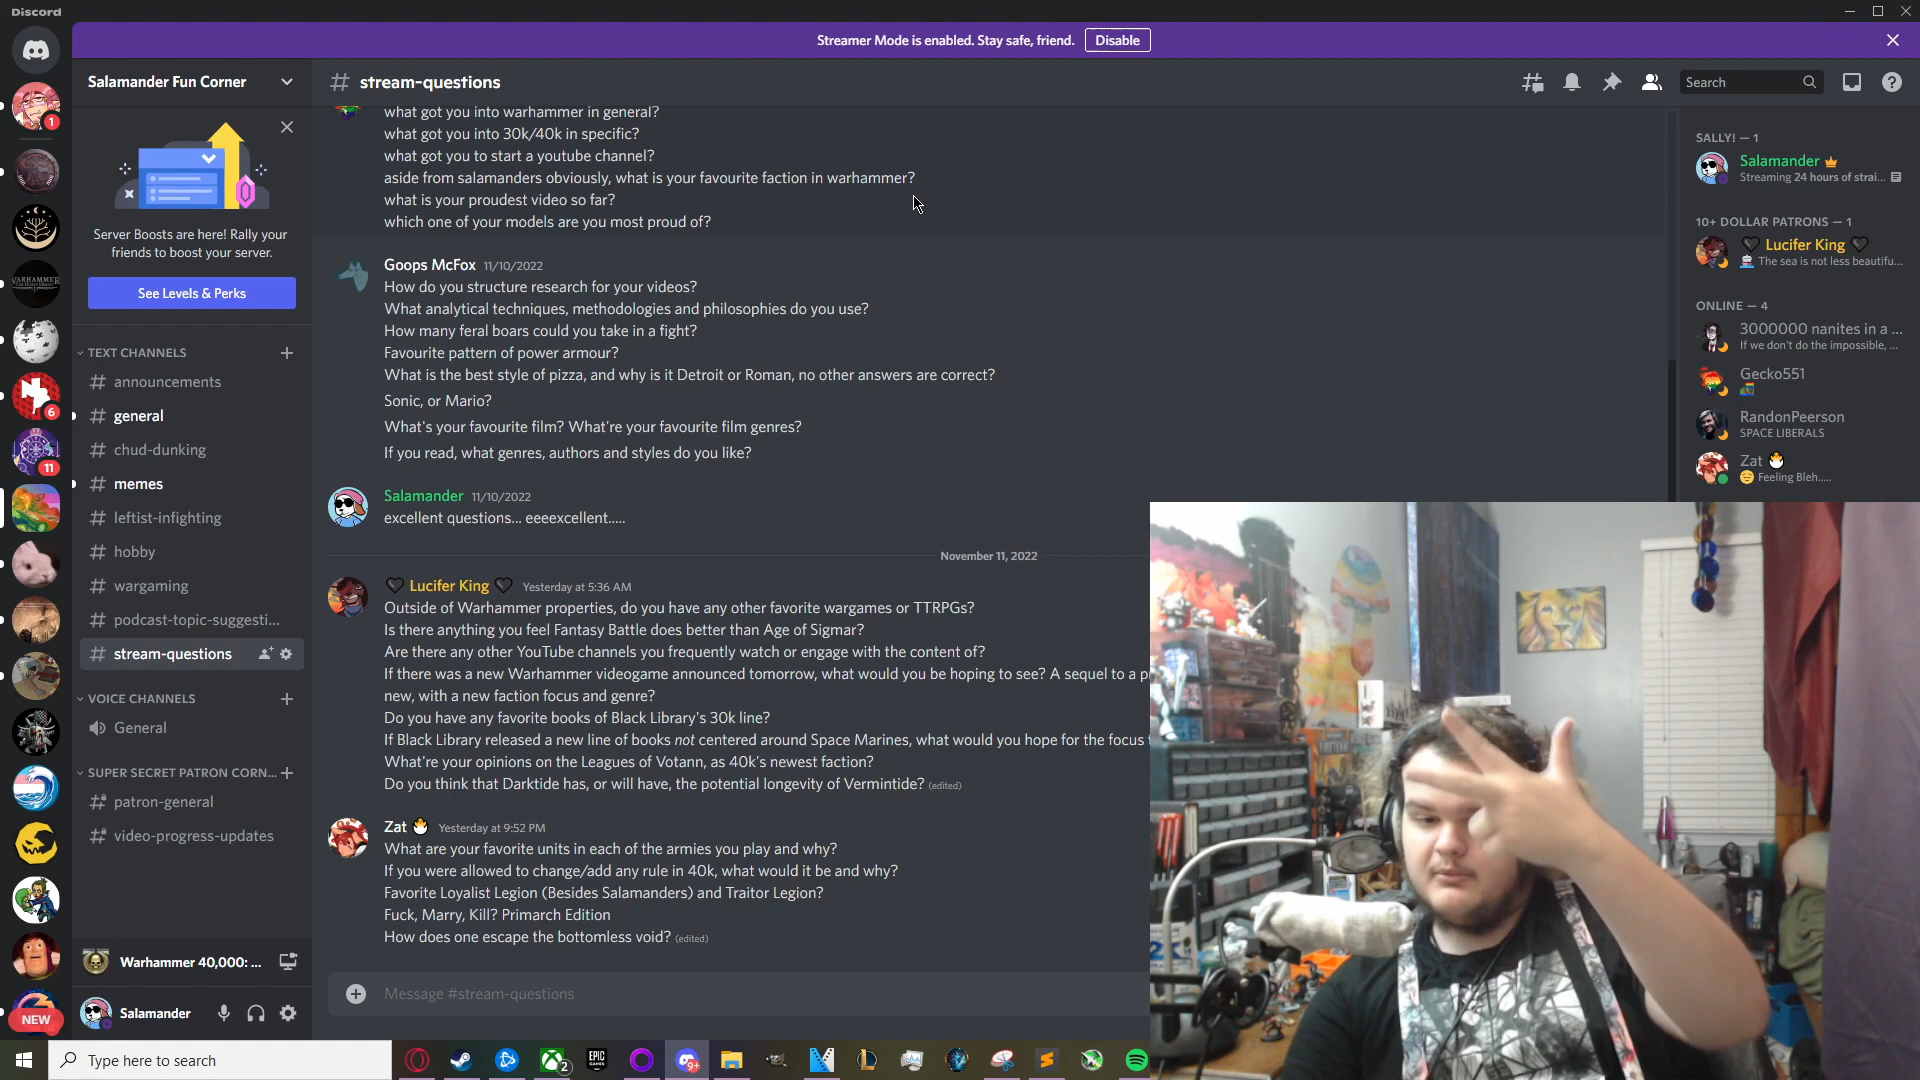 Discord
Streamer Mode is enabled. Stay safe, friend. Disable
Salamander Fun Corner
stream-questions
Search
1
Server Boosts are here! Rally your
friends to boost your server.
See Levels & Perks
TEXT CHANNELS
announcements
general
chud-dunking
memes
leftist-infighting
hobby
wargaming
podcast-topic-suggesti...
stream-questions
VOICE CHANNELS
General
SUPER SECRET PATRON CORN...
patron-general
video-progress-updates
6
11
NEW
Warhammer 40,000: ...
Salamander
what got you into warhammer in general?
what got you into 30k/40k in specific?
what got you to start a youtube channel?
aside from salamanders obviously, what is your favourite faction in warhammer?
what is your proudest video so far?
which one of your models are you most proud of?
Goops McFox 11/10/2022
How do you structure research for your videos?
What analytical techniques, methodologies and philosophies do you use?
How many feral boars could you take in a fight?
Favourite pattern of power armour?
What is the best style of pizza, and why is it Detroit or Roman, no other answers are correct?
Sonic, or Mario?
What's your favourite film? What're your favourite film genres?
If you read, what genres, authors and styles do you like?
Salamander 11/10/2022
excellent questions... eeeexcellent.....
November 11, 2022
Lucifer King Yesterday at 5:36 AM
Outside of Warhammer properties, do you have any other favorite wargames or TTRPGs?
Is there anything you feel Fantasy Battle does better than Age of Sigmar?
Are there any other YouTube channels you frequently watch or engage with the content of?
If there was a new Warhammer videogame announced tomorrow, what would you be hoping to see? A sequel to a p
new, with a new faction focus and genre?
Do you have any favorite books of Black Library's 30k line?
If Black Library released a new line of books not centered around Space Marines, what would you hope for the focus
What're your opinions on the Leagues of Votann, as 40k's newest faction?
Do you think that Darktide has, or will have, the potential longevity of Vermintide? (edited)
Zat Yesterday at 9:52 PM
What are your favorite units in each of the armies you play and why?
If you were allowed to change/add any rule in 40k, what would it be and why?
Favorite Loyalist Legion (Besides Salamanders) and Traitor Legion?
Fuck, Marry, Kill? Primarch Edition
How does one escape the bottomless void? (edited)
Message #stream-questions
SALLY! — 1
Salamander
Streaming 24 hours of strai...
10+ DOLLAR PATRONS — 1
Lucifer King
The sea is not less beautifu...
ONLINE — 4
3000000 nanites in a ...
If we don't do the impossible, ...
Gecko551
RandonPeerson
SPACE LIBERALS
Zat
Feeling Bleh.....
Type here to search
2
EPIC
GAMES
9+